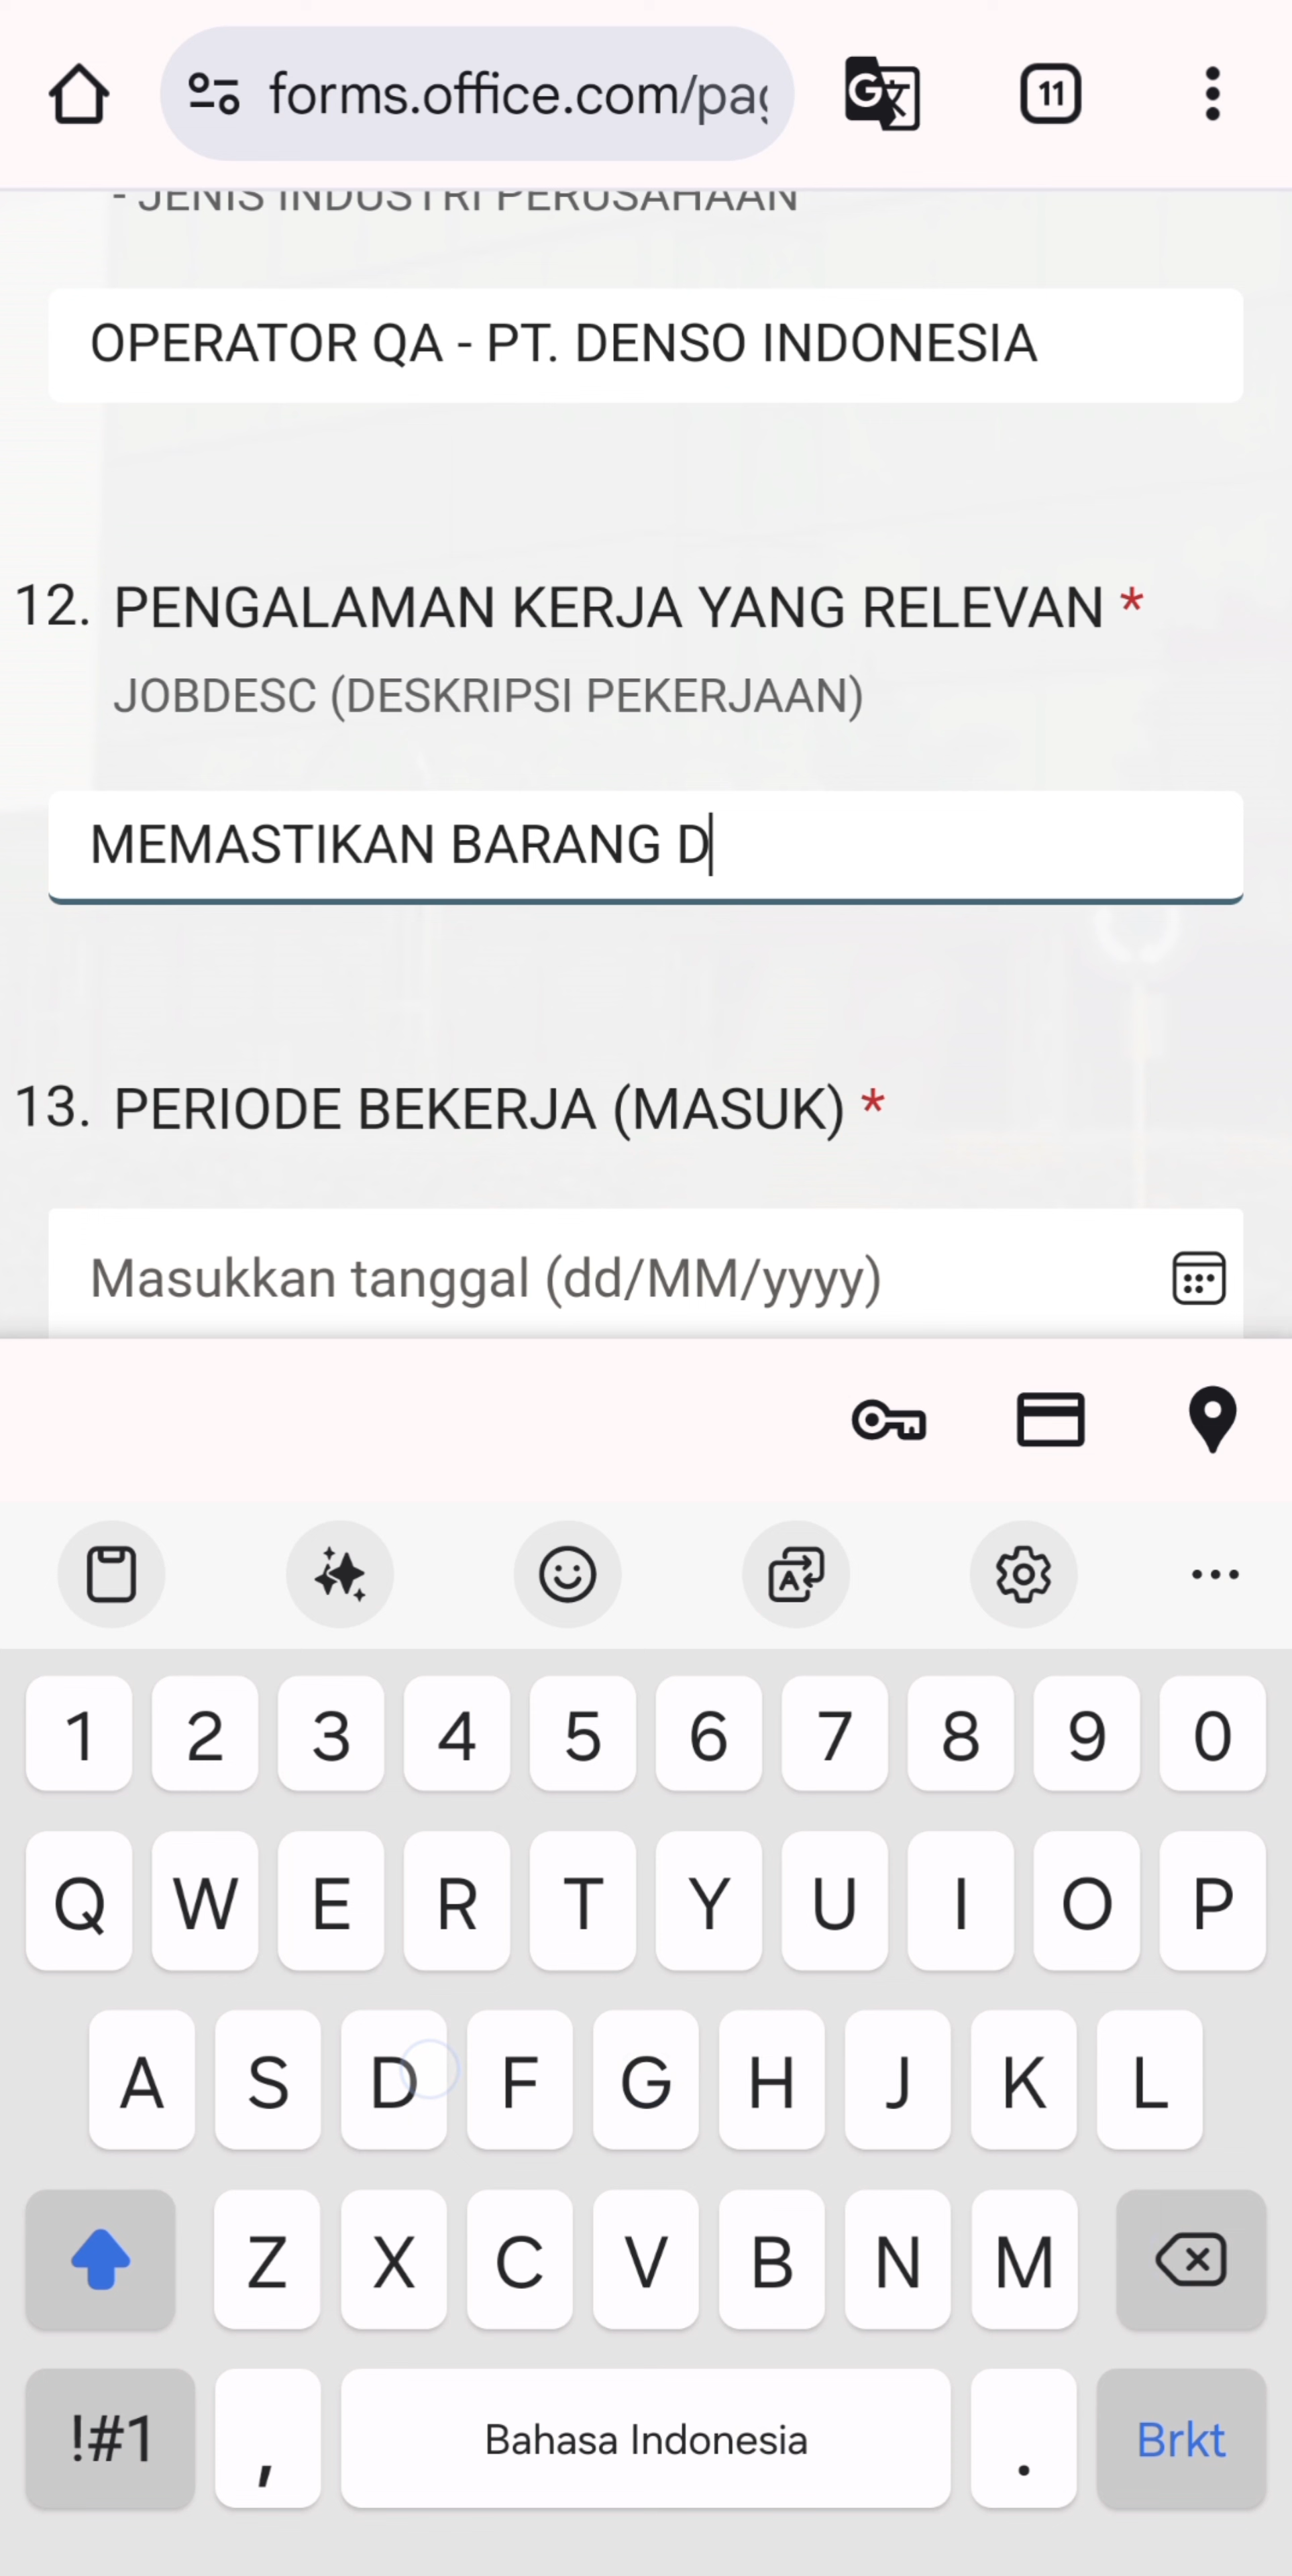 forms.office.com/pag
11
- JENIS INDUSTRI PERUSAHAAN
OPERATOR QA - PT. DENSO INDONESIA
12. PENGALAMAN KERJA YANG RELEVAN *
JOBDESC (DESKRIPSI PEKERJAAN)
MEMASTIKAN BARANG D
13. PERIODE BEKERJA (MASUK) *
Masukkan tanggal (dd/MM/yyyy)
1 2 3 4 5 6 7 8 9 0
Q W E R T Y U I O P
A S D F G H J K L
Z X C V B N M
!#1 , Bahasa Indonesia . Brkt